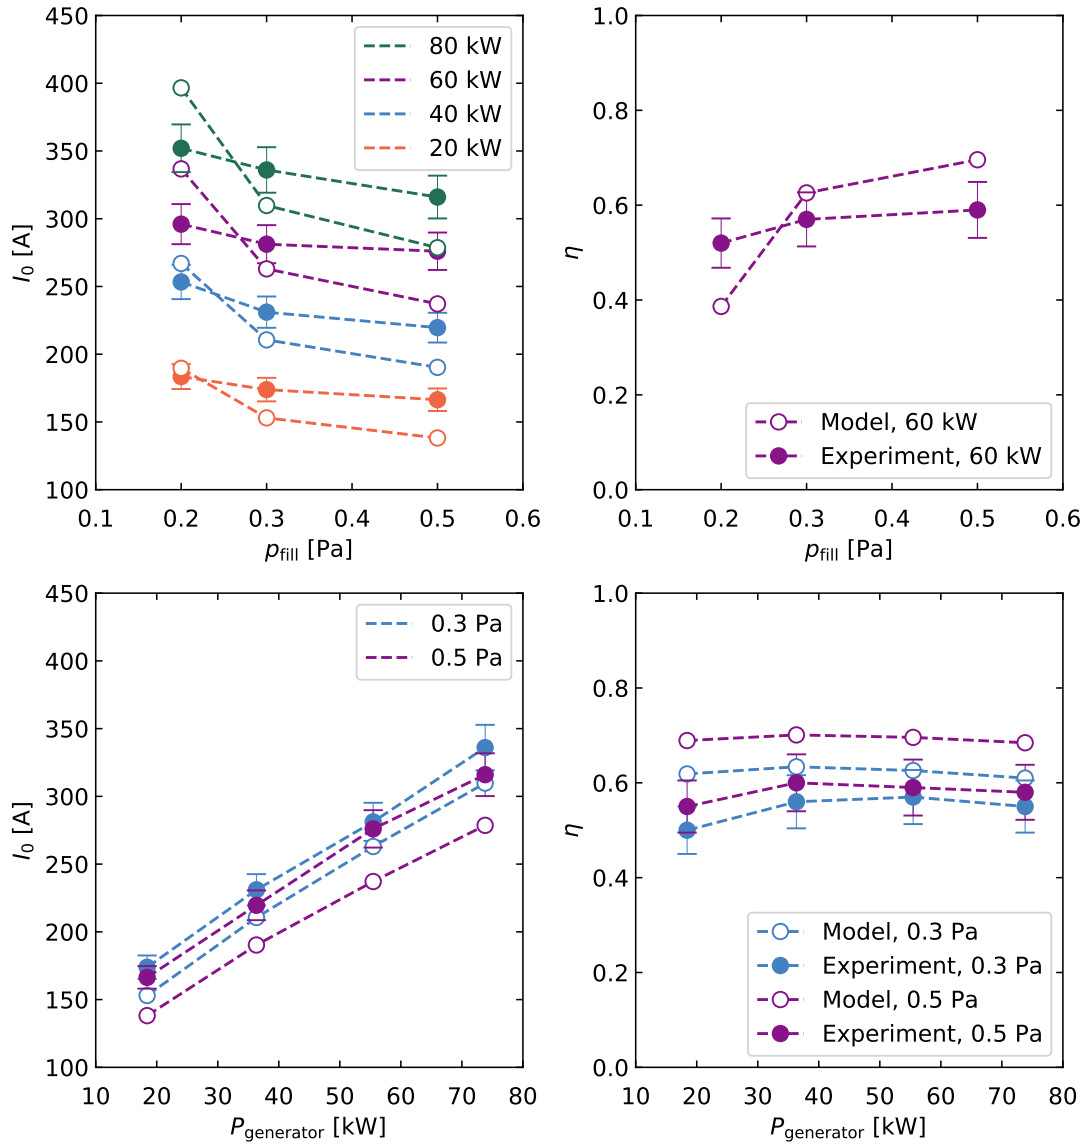 450
400
350
300
250
200
150
100
I0 [A]
80 kW
60 kW
40 kW
20 kW
0.1 0.2 0.3 0.4 0.5 0.6
pfill [Pa]
1.0
0.8
0.6
0.4
0.2
0.0
η
Model, 60 kW
Experiment, 60 kW
0.1 0.2 0.3 0.4 0.5 0.6
pfill [Pa]
450
400
350
300
250
200
150
100
I0 [A]
0.3 Pa
0.5 Pa
10 20 30 40 50 60 70 80
Pgenerator [kW]
1.0
0.8
0.6
0.4
0.2
0.0
η
Model, 0.3 Pa
Experiment, 0.3 Pa
Model, 0.5 Pa
Experiment, 0.5 Pa
10 20 30 40 50 60 70 80
Pgenerator [kW]